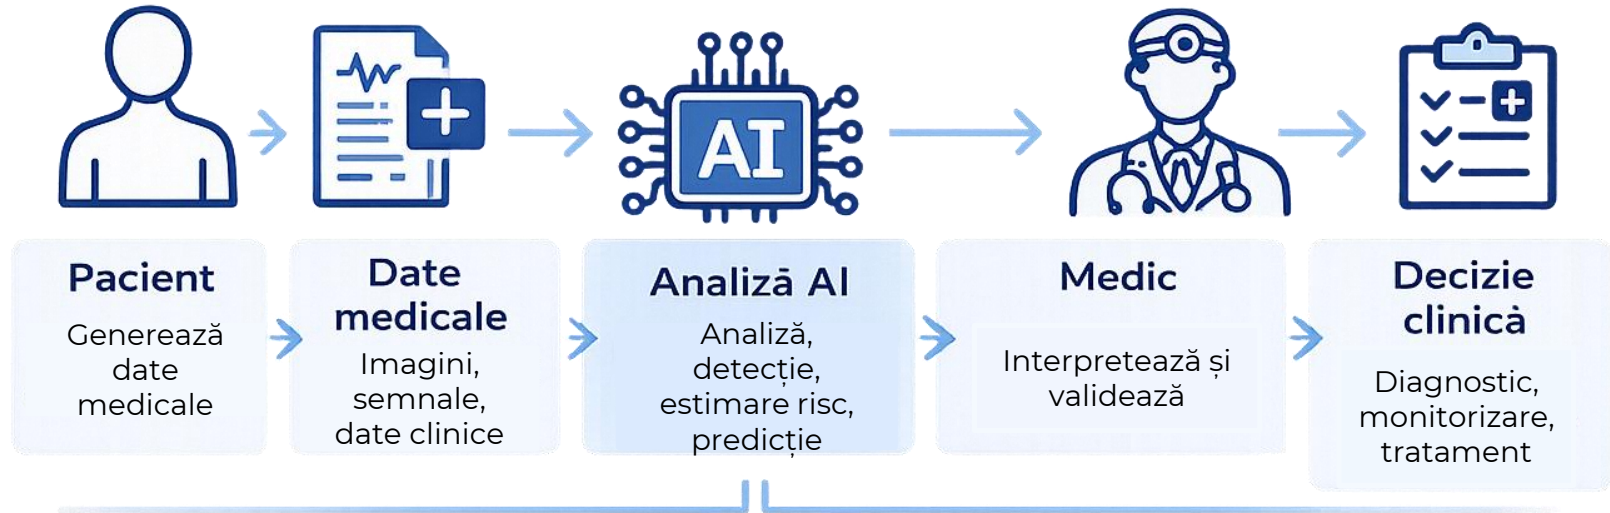 AI
Pacient
Generează
date
medicale
Date
medicale
Imagini,
semnale,
date clinice
Analiză AI
Analiză,
detecție,
estimare risc,
predicție
Medic
Interpretează și
validează
Decizie
clinică
Diagnostic,
monitorizare,
tratament